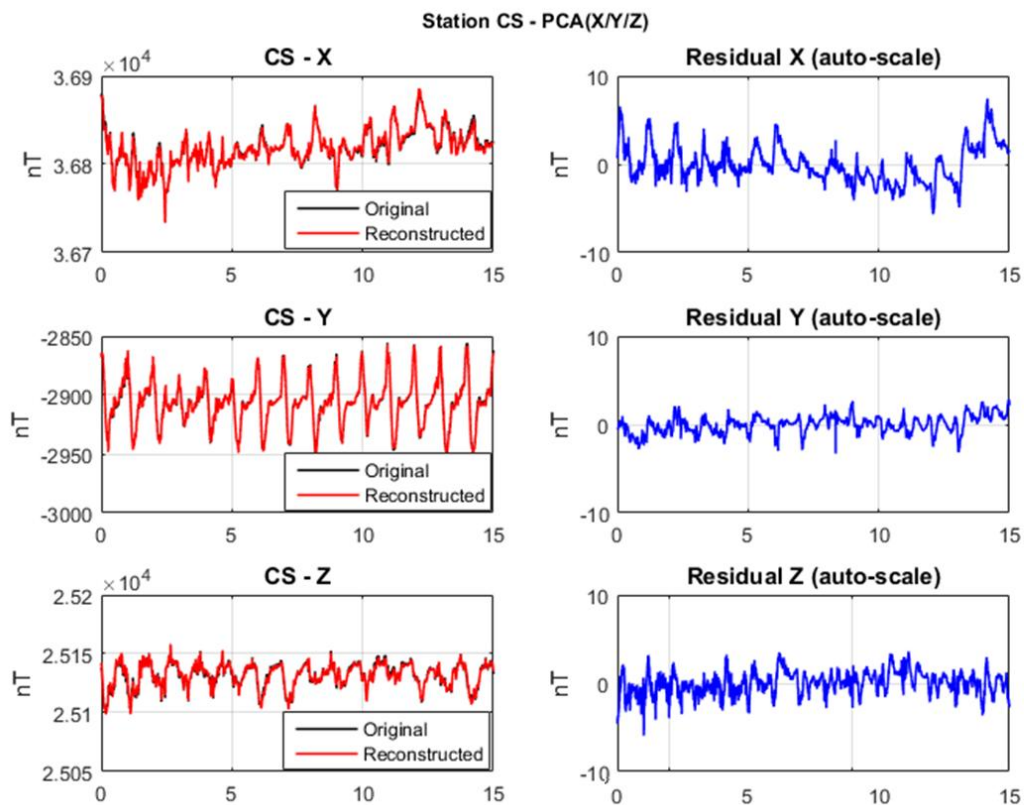 Station CS - PCA(X/Y/Z)
CS - X
×10⁴
3.69
3.68
3.67
nT
0 5 10 15
Original
Reconstructed
Residual X (auto-scale)
10
0
-10
nT
0 5 10 15
CS - Y
-2850
-2900
-2950
-3000
nT
0 5 10 15
Original
Reconstructed
Residual Y (auto-scale)
10
0
-10
nT
0 5 10 15
CS - Z
×10⁴
2.52
2.515
2.51
2.505
nT
0 5 10 15
Original
Reconstructed
Residual Z (auto-scale)
10
0
-10
nT
0 5 10 15